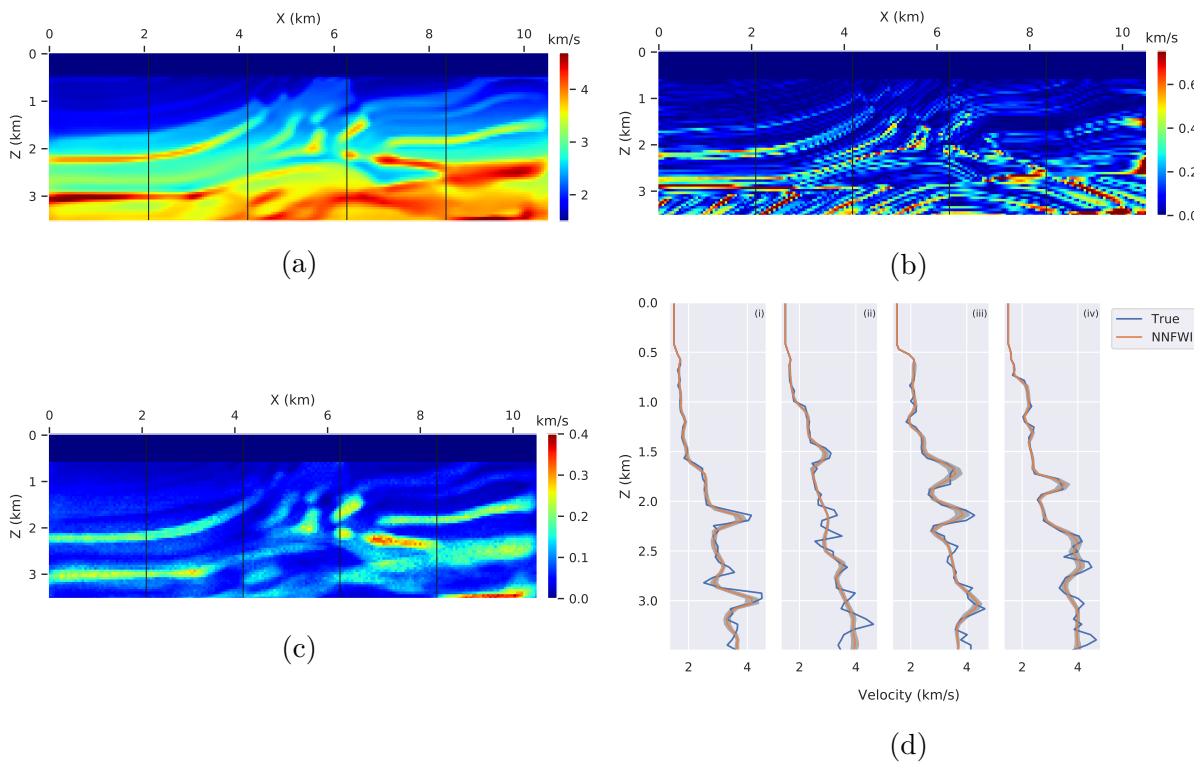 X (km)
0 2 4 6 8 10
km/s
0
1
2
3
Z (km)
4
3
2
(a)
X (km)
0 2 4 6 8 10
km/s
0
1
2
3
Z (km)
0.6
0.4
0.2
0.0
(b)
X (km)
0 2 4 6 8 10
km/s
0
1
2
3
Z (km)
0.4
0.3
0.2
0.1
0.0
(c)
0.0
0.5
1.0
1.5
2.0
2.5
3.0
Z (km)
(i) (ii) (iii) (iv)
True
NNFWI
2 4 2 4 2 4 2 4
Velocity (km/s)
(d)